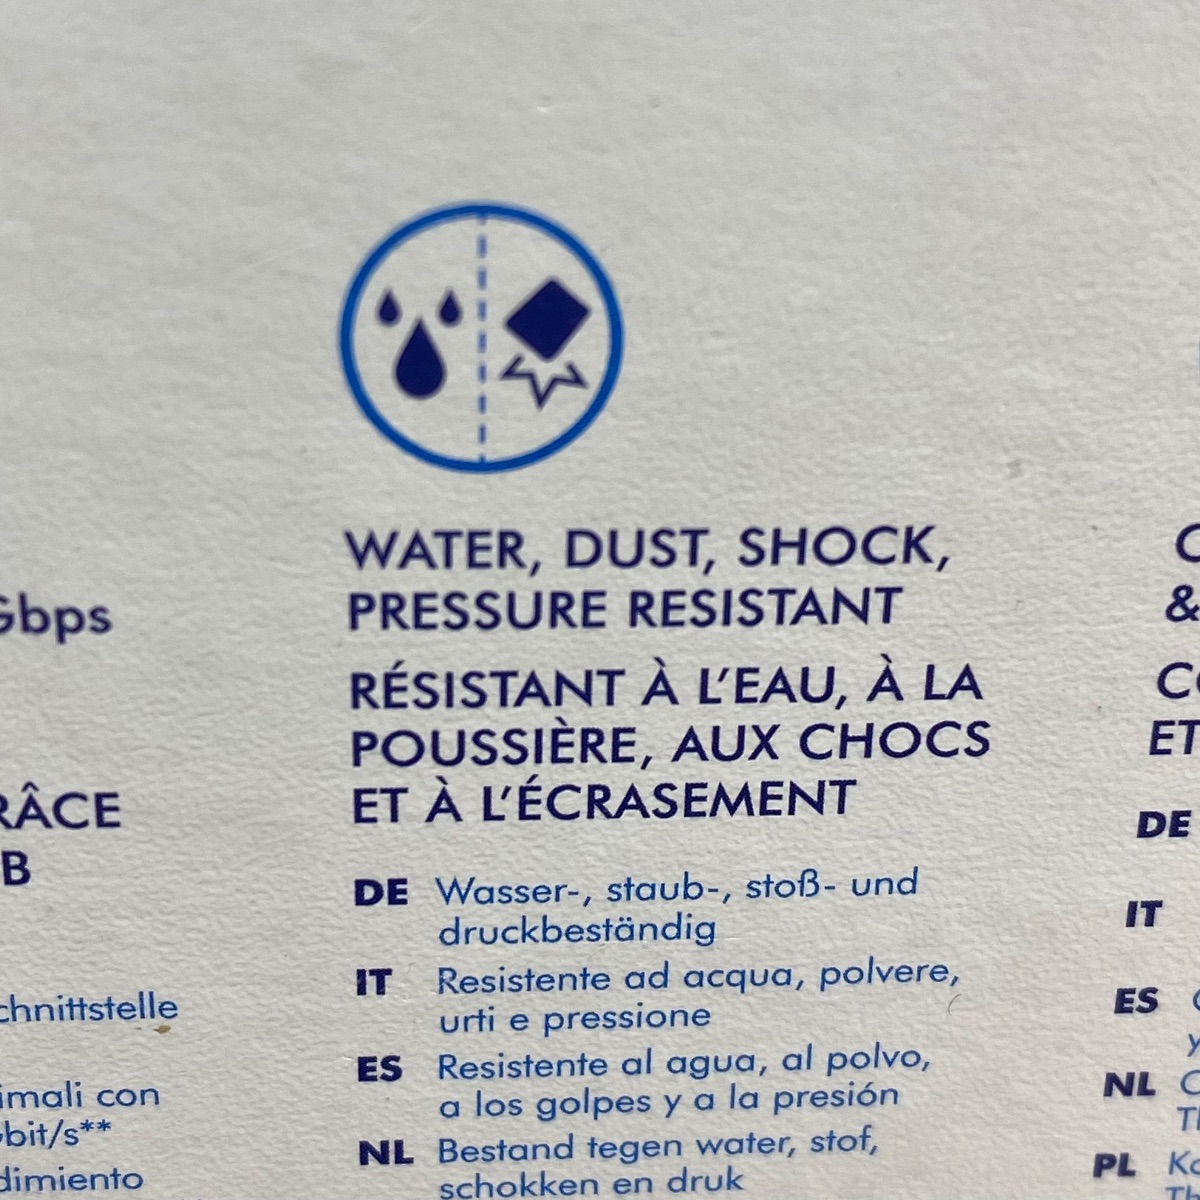 Gbps
RÂCE
B
chnittstelle
imali con
bit/s**
dimiento
WATER, DUST, SHOCK,
PRESSURE RESISTANT
RÉSISTANT À L'EAU, À LA
POUSSIÈRE, AUX CHOCS
ET À L'ÉCRASEMENT
DE Wasser-, staub-, stoß- und
druckbeständig
IT Resistente ad acqua, polvere,
urti e pressione
ES Resistente al agua, al polvo,
a los golpes y a la presión
NL Bestand tegen water, stof,
schokken en druk
&
ET
DE
IT
ES
y
NL
PL